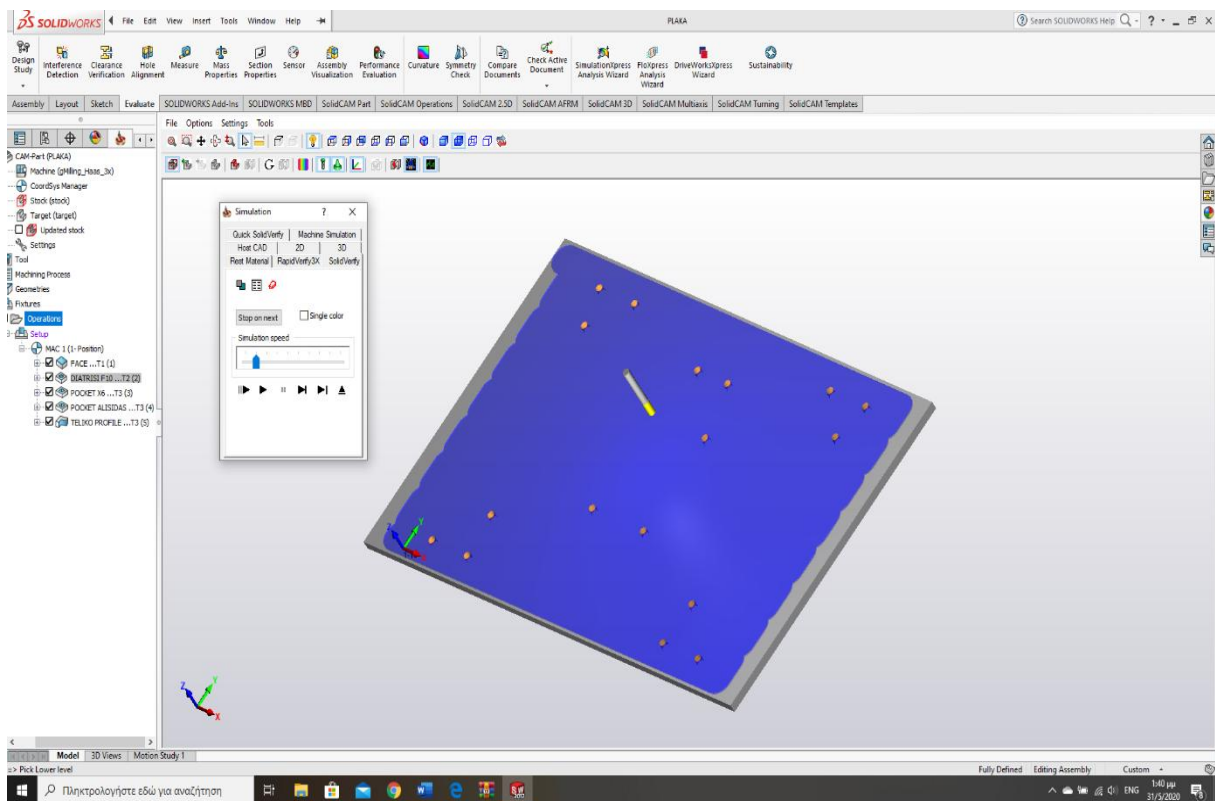 SOLIDWORKS File Edit View Insert Tools Window Help PLAKA Search SOLIDWORKS Help ?
Design Study Interference Detection Clearance Verification Hole Alignment Measure Mass Properties Section Properties Sensor Assembly Visualization Performance Evaluation Curvature Symmetry Check Compare Documents Check Active Document SimulationXpress Analysis Wizard FloXpress Analysis Wizard DriveWorksXpress Wizard Sustainability
Assembly Layout Sketch Evaluate SOLIDWORKS Add-Ins SOLIDWORKS MBD SolidCAM Part SolidCAM Operations SolidCAM 2.5D SolidCAM AFRM SolidCAM 3D SolidCAM Multiaxis SolidCAM Turning SolidCAM Templates
File Options Settings Tools
CAM-Part (PLAKA)
Machine (gMilling_Haas_3x)
CoordSys Manager
Stock (stock)
Target (target)
Updated stock
Settings
Tool
Machining Process
Geometries
Fixtures
Operations
Setup
MAC 1 (1- Position)
FACE ...T1 (1)
DIATRISI F10 ...T2 (2)
POCKET X6 ...T3 (3)
POCKET ALISIDAS ...T3 (4)
TELIKO PROFILE ...T3 (5)
Simulation ? X
Quick SolidVerify Machine Simulation
Host CAD 2D 3D
Rest Material RapidVerify3X SolidVerify
Stop on next Single color
Simulation speed
Z Y
Z Y X
Model 3D Views Motion Study 1
=> Pick Lower level Fully Defined Editing Assembly Custom
Πληκτρολογήστε εδώ για αναζήτηση ENG 1:40 μμ
31/5/2020